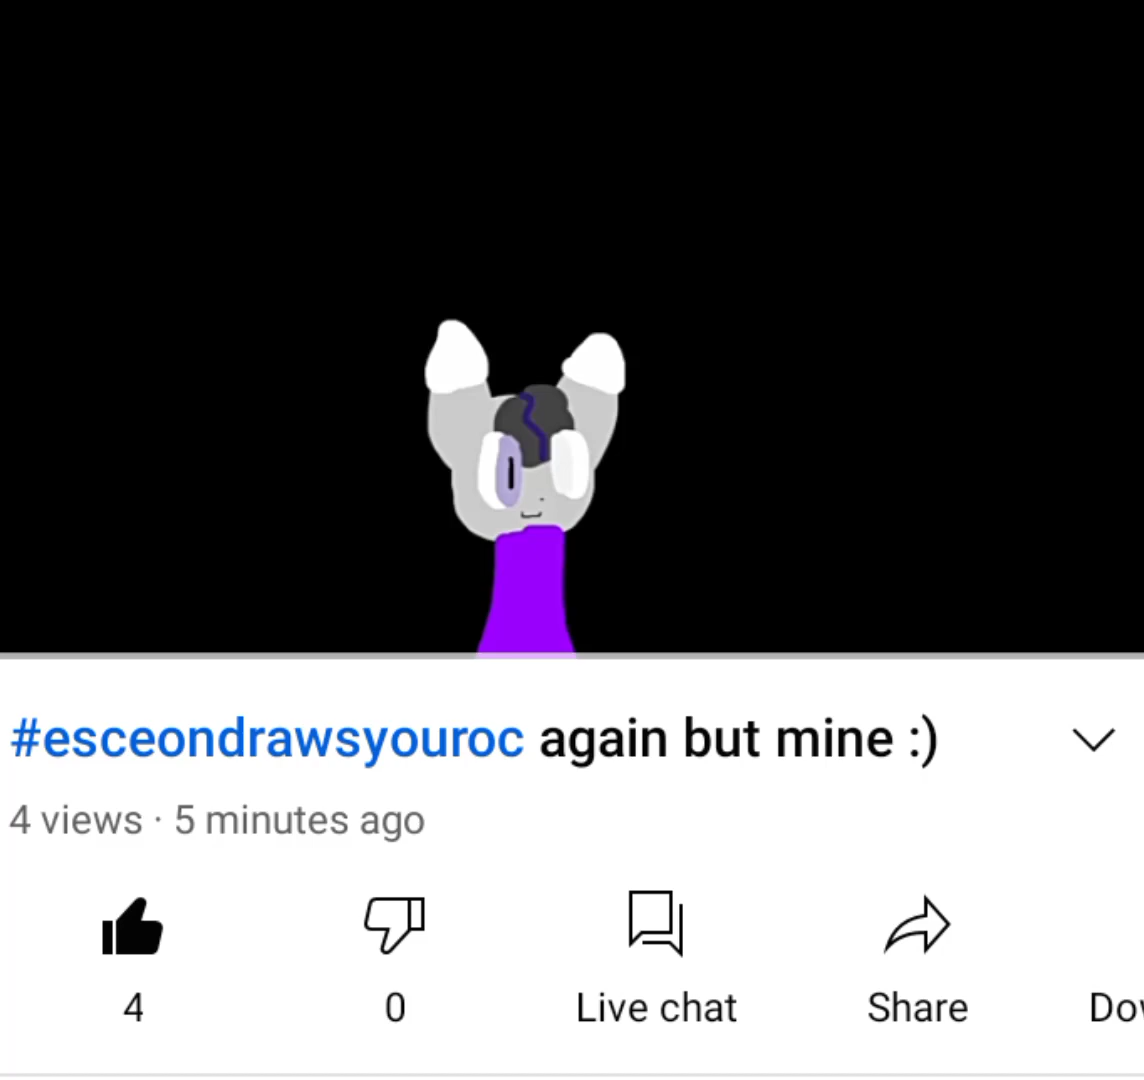 #esceondrawsyouroc again but mine :)
4 views · 5 minutes ago
4 0 Live chat Share